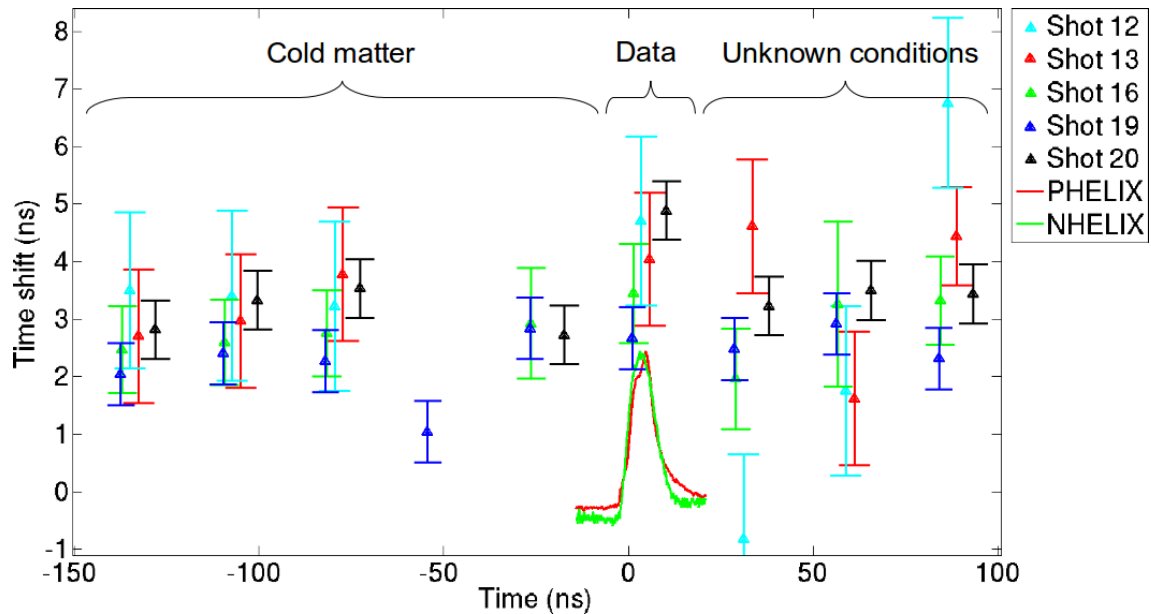 Cold matter
Data
Unknown conditions
Shot 12
Shot 13
Shot 16
Shot 19
Shot 20
PHELIX
NHELIX
Time shift (ns)
8
7
6
5
4
3
2
1
0
-1
-150
-100
-50
0
50
100
Time (ns)